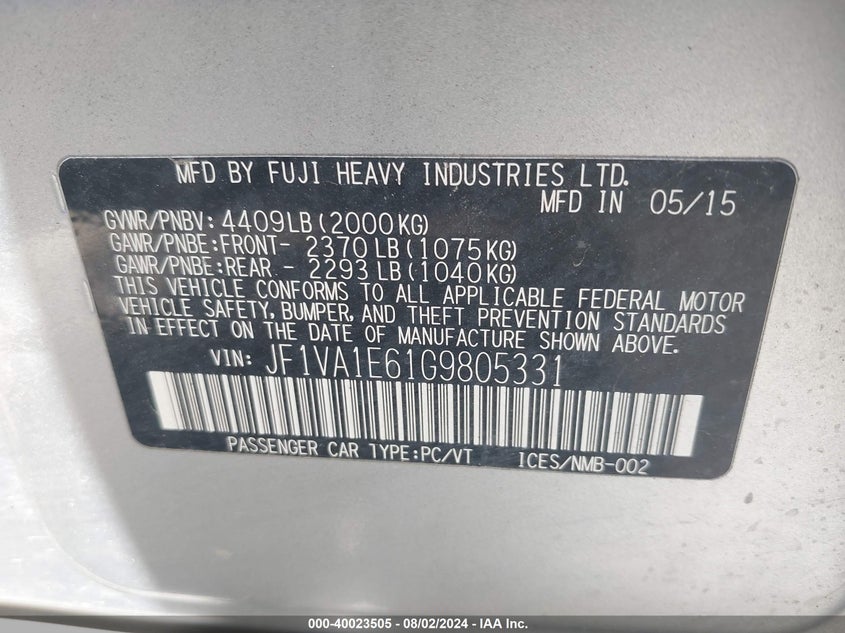 MFD BY FUJI HEAVY INDUSTRIES LTD.
MFD IN 05/15
GVWR/PNBV: 4409LB(2000KG)
GAWR/PNBE:FRONT- 2370LB(1075KG)
GAWR/PNBE:REAR - 2293LB(1040KG)
THIS VEHICLE CONFORMS TO ALL APPLICABLE FEDERAL MOTOR
VEHICLE SAFETY, BUMPER, AND THEFT PREVENTION STANDARDS
IN EFFECT ON THE DATE OF MANUFACTURE SHOWN ABOVE.
VIN: JF1VA1E61G9805331
PASSENGER CAR TYPE:PC/VT ICES/NMB-002
000-40023505 - 08/02/2024 - IAA Inc.